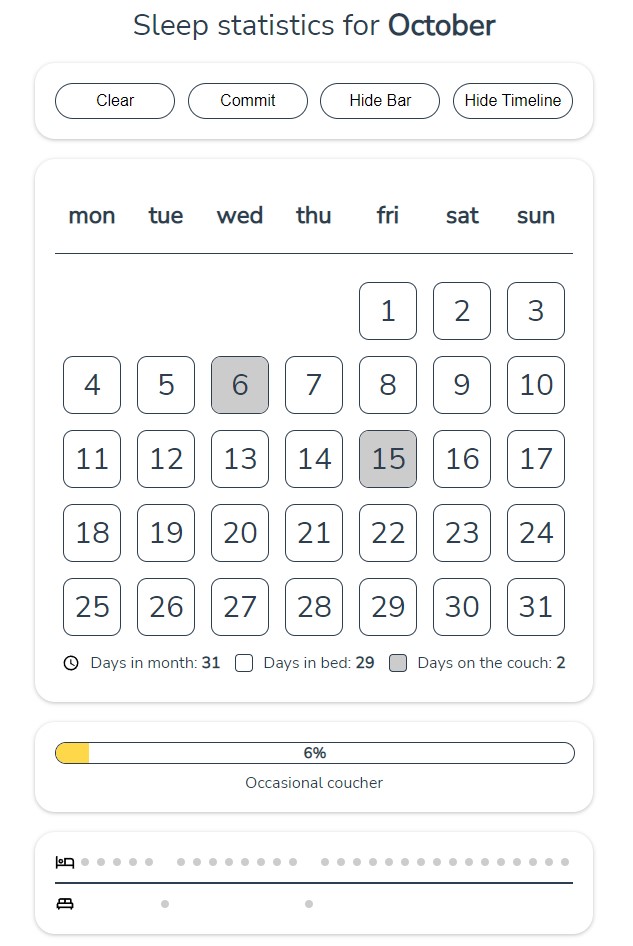 Sleep statistics for October
Clear Commit Hide Bar Hide Timeline
mon tue wed thu fri sat sun
1 2 3
4 5 6 7 8 9 10
11 12 13 14 15 16 17
18 19 20 21 22 23 24
25 26 27 28 29 30 31
Days in month: 31 Days in bed: 29 Days on the couch: 2
6%
Occasional coucher